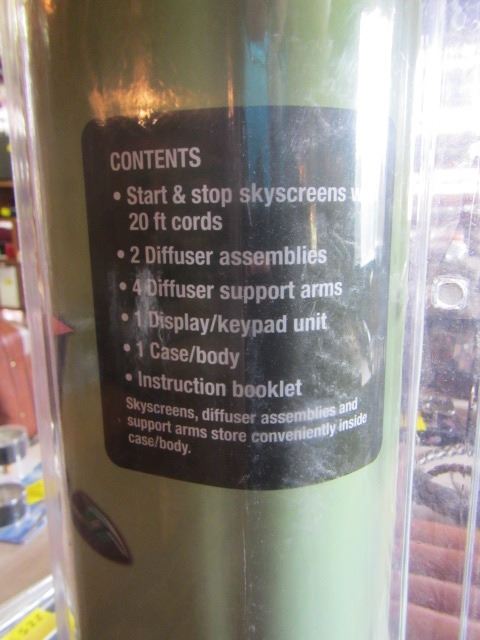 CONTENTS
• Start & stop skyscreens
20 ft cords
• 2 Diffuser assemblies
• 4 Diffuser support arms
• 1 Display/keypad unit
• 1 Case/body
• Instruction booklet
Skyscreens, diffuser assemblies and
support arms store conveniently inside
case/body.